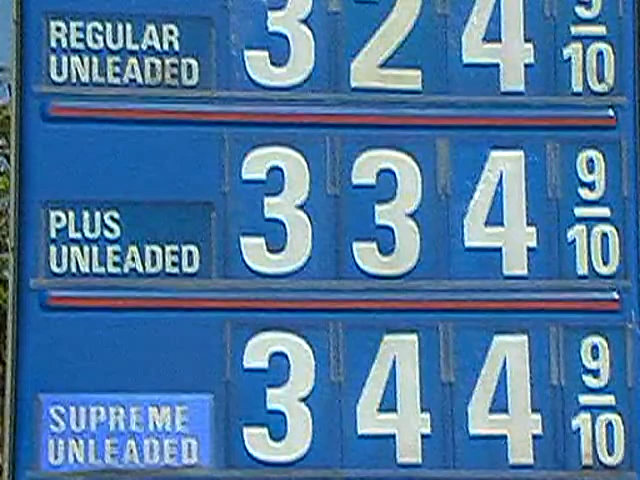 REGULAR
UNLEADED
3 2 4 9/10
PLUS
UNLEADED
3 3 4 9/10
SUPREME
UNLEADED
3 4 4 9/10